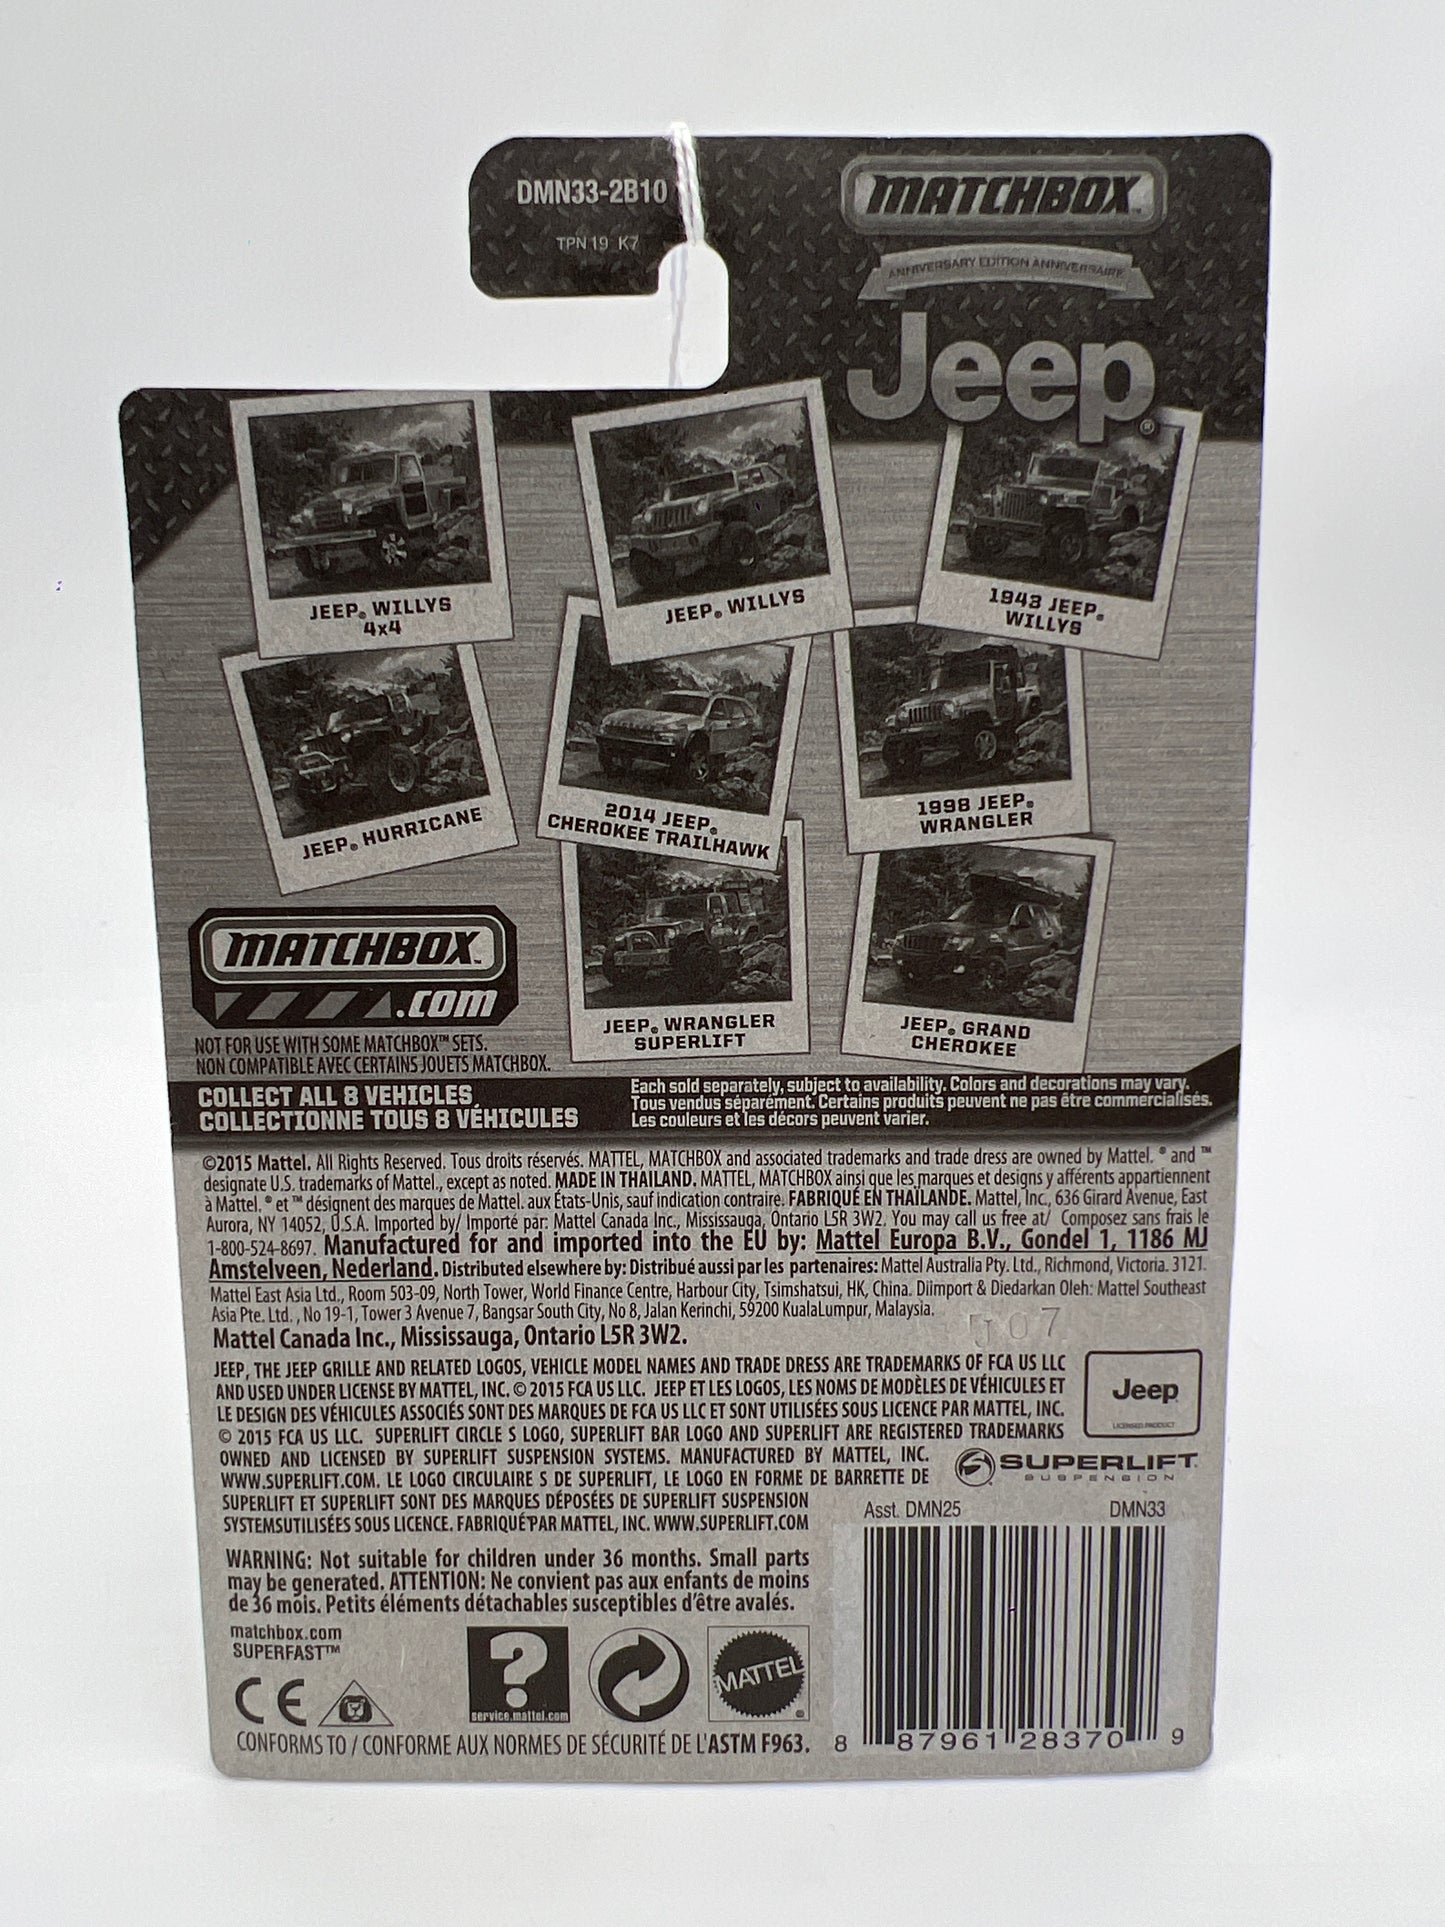 DMN33-2B10
TPN 19 K7
MATCHBOX™
ANNIVERSARY EDITION ANNIVERSAIRE
Jeep®
JEEP® WILLYS
4x4
JEEP® WILLYS
1943 JEEP®
WILLYS
JEEP® HURRICANE
2014 JEEP®
CHEROKEE TRAILHAWK
1998 JEEP®
WRANGLER
JEEP® WRANGLER
SUPERLIFT
JEEP® GRAND
CHEROKEE
MATCHBOX™
.com
NOT FOR USE WITH SOME MATCHBOX™ SETS.
NON COMPATIBLE AVEC CERTAINS JOUETS MATCHBOX.
COLLECT ALL 8 VEHICLES
COLLECTIONNE TOUS 8 VÉHICULES
Each sold separately, subject to availability. Colors and decorations may vary.
Tous vendus séparément. Certains produits peuvent ne pas être commercialisés.
Les couleurs et les décors peuvent varier.
©2015 Mattel. All Rights Reserved. Tous droits réservés. MATTEL, MATCHBOX and associated trademarks and trade dress are owned by Mattel. ® and ™
designate U.S. trademarks of Mattel., except as noted. MADE IN THAILAND. MATTEL, MATCHBOX ainsi que les marques et designs y afférents appartiennent
à Mattel. ® et ™ désignent des marques de Mattel. aux États-Unis, sauf indication contraire. FABRIQUÉ EN THAÏLANDE. Mattel, Inc., 636 Girard Avenue, East
Aurora, NY 14052, U.S.A. Imported by/ Importé par: Mattel Canada Inc., Mississauga, Ontario L5R 3W2. You may call us free at/ Composez sans frais le
1-800-524-8697. Manufactured for and imported into the EU by: Mattel Europa B.V., Gondel 1, 1186 MJ
Amstelveen, Nederland. Distributed elsewhere by: Distribué aussi par les partenaires: Mattel Australia Pty. Ltd., Richmond, Victoria. 3121.
Mattel East Asia Ltd., Room 503-09, North Tower, World Finance Centre, Harbour City, Tsimshatsui, HK, China. Diimport & Diedarkan Oleh: Mattel Southeast
Asia Pte. Ltd. , No 19-1, Tower 3 Avenue 7, Bangsar South City, No 8, Jalan Kerinchi, 59200 KualaLumpur, Malaysia.
Mattel Canada Inc., Mississauga, Ontario L5R 3W2.
J07
JEEP, THE JEEP GRILLE AND RELATED LOGOS, VEHICLE MODEL NAMES AND TRADE DRESS ARE TRADEMARKS OF FCA US LLC
AND USED UNDER LICENSE BY MATTEL, INC. © 2015 FCA US LLC. JEEP ET LES LOGOS, LES NOMS DE MODÈLES DE VÉHICULES ET
LE DESIGN DES VÉHICULES ASSOCIÉS SONT DES MARQUES DE FCA US LLC ET SONT UTILISÉES SOUS LICENCE PAR MATTEL, INC.
© 2015 FCA US LLC. SUPERLIFT CIRCLE S LOGO, SUPERLIFT BAR LOGO AND SUPERLIFT ARE REGISTERED TRADEMARKS
OWNED AND LICENSED BY SUPERLIFT SUSPENSION SYSTEMS. MANUFACTURED BY MATTEL, INC.
WWW.SUPERLIFT.COM. LE LOGO CIRCULAIRE S DE SUPERLIFT, LE LOGO EN FORME DE BARRETTE DE
SUPERLIFT ET SUPERLIFT SONT DES MARQUES DÉPOSÉES DE SUPERLIFT SUSPENSION
SYSTEMSUTILISÉES SOUS LICENCE. FABRIQUÉ PAR MATTEL, INC. WWW.SUPERLIFT.COM
Jeep
LICENSED PRODUCT
SUPERLIFT
SUSPENSION
Asst. DMN25 DMN33
WARNING: Not suitable for children under 36 months. Small parts
may be generated. ATTENTION: Ne convient pas aux enfants de moins
de 36 mois. Petits éléments détachables susceptibles d'être avalés.
matchbox.com
SUPERFAST™
CE
?
service.mattel.com
MATTEL®
CONFORMS TO / CONFORME AUX NORMES DE SÉCURITÉ DE L'ASTM F963.
8 87961 28370 9